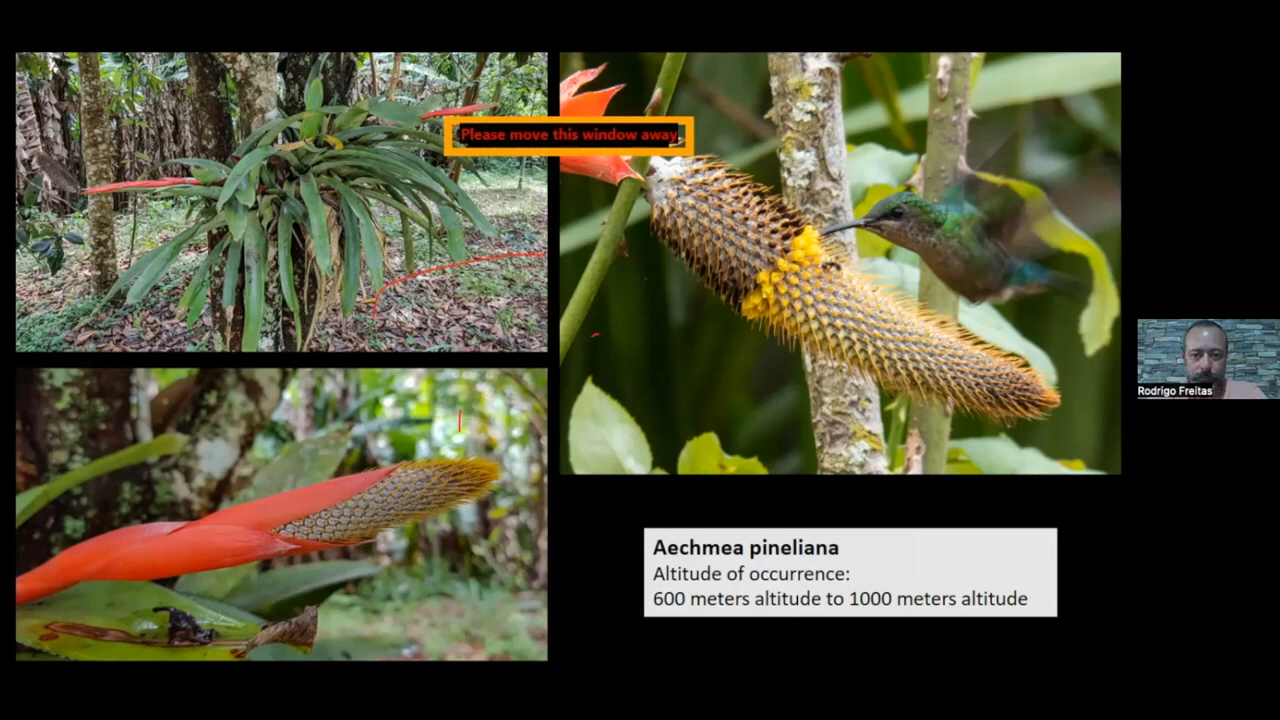 Please move this window away.
Rodrigo Freitas
Aechmea pineliana
Altitude of occurrence:
600 meters altitude to 1000 meters altitude